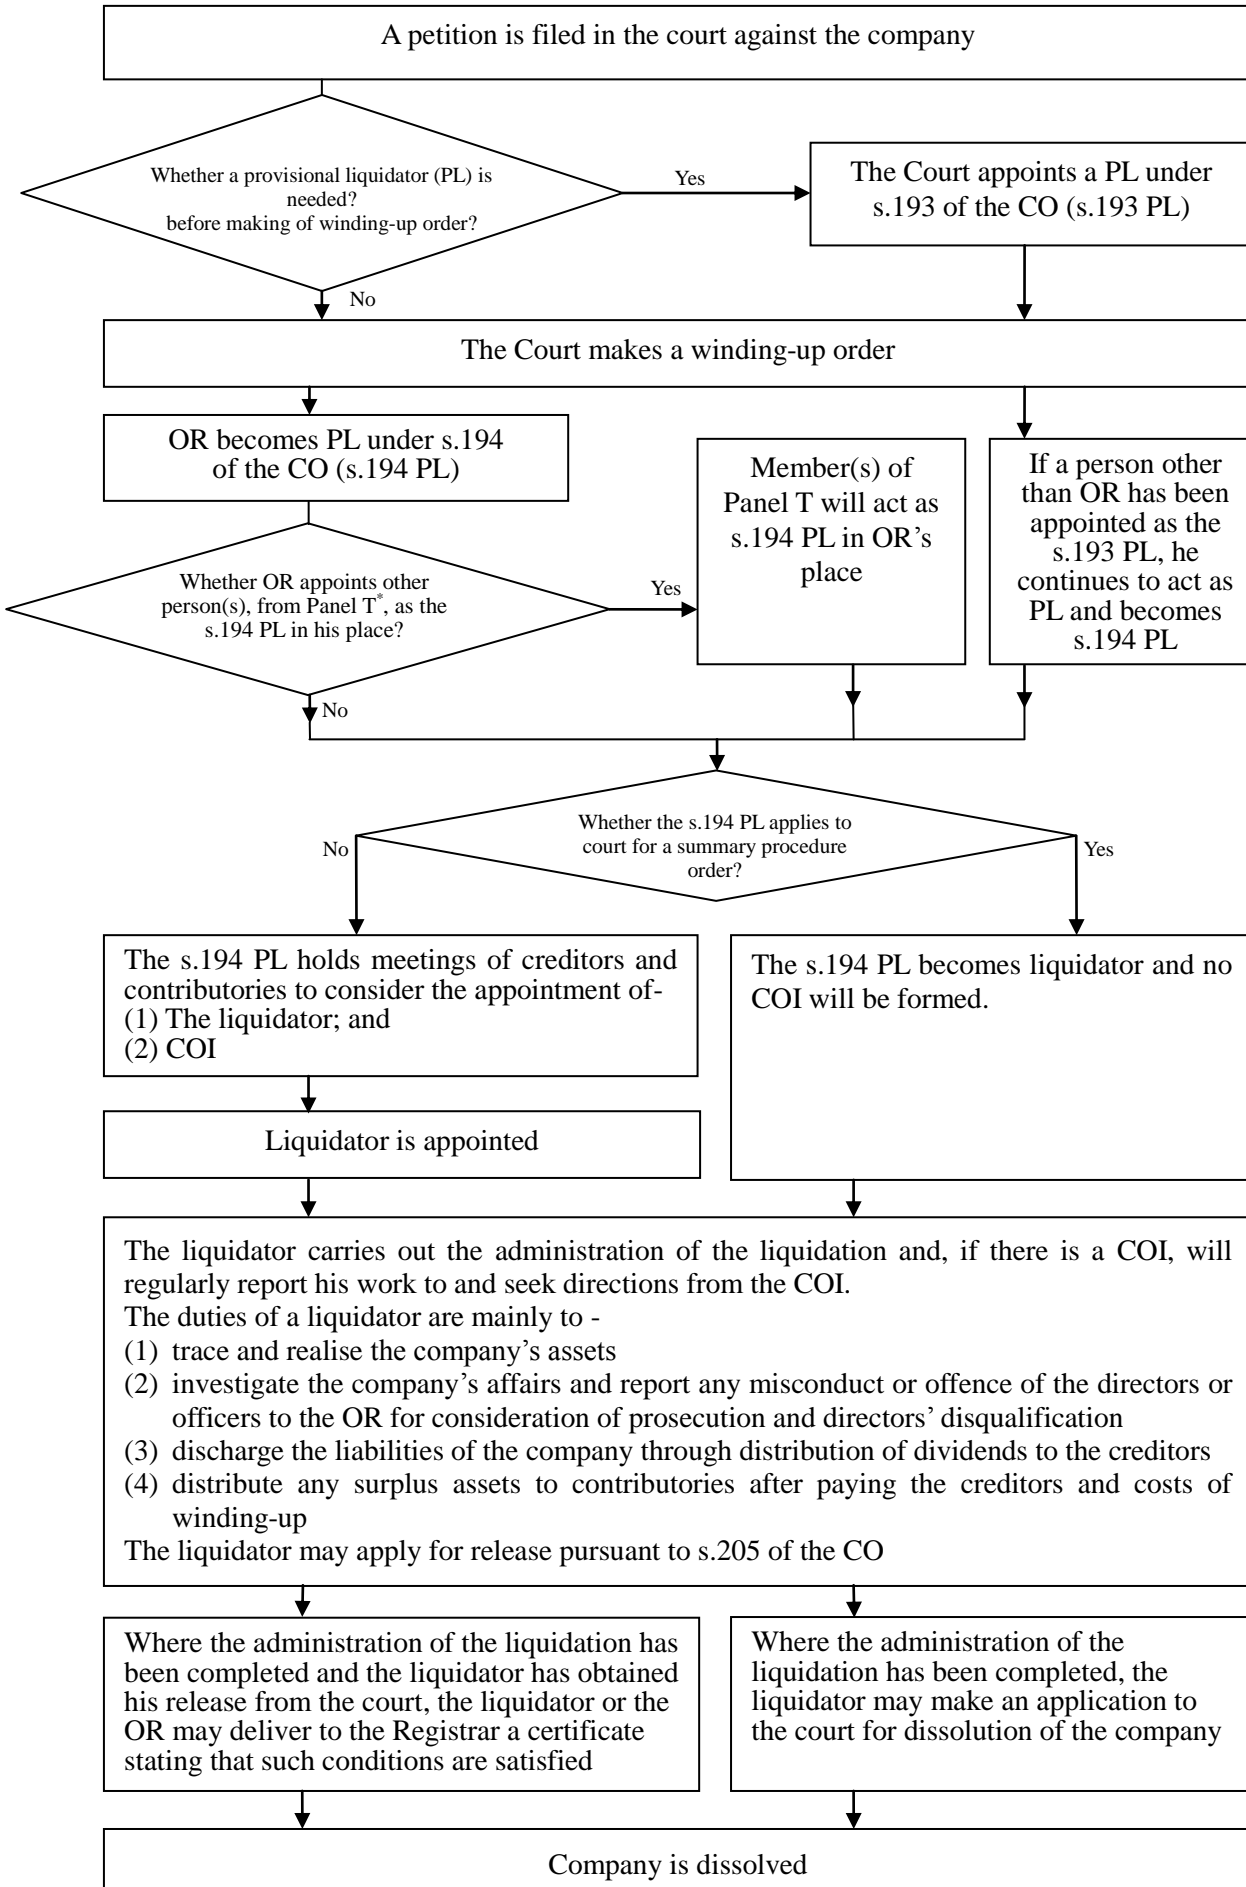 A petition is filed in the court against the company
Whether a provisional liquidator (PL) is
needed?
before making of winding-up order?
Yes
The Court appoints a PL under
s.193 of the CO (s.193 PL)
No
The Court makes a winding-up order
OR becomes PL under s.194
of the CO (s.194 PL)
Member(s) of
Panel T will act as
s.194 PL in OR’s
place
If a person other
than OR has been
appointed as the
s.193 PL, he
continues to act as
PL and becomes
s.194 PL
Whether OR appoints other
person(s), from Panel T*, as the
s.194 PL in his place?
Yes
No
Whether the s.194 PL applies to
court for a summary procedure
order?
No
Yes
The s.194 PL holds meetings of creditors and
contributories to consider the appointment of-
(1) The liquidator; and
(2) COI
The s.194 PL becomes liquidator and no
COI will be formed.
Liquidator is appointed
The liquidator carries out the administration of the liquidation and, if there is a COI, will
regularly report his work to and seek directions from the COI.
The duties of a liquidator are mainly to -
(1) trace and realise the company’s assets
(2) investigate the company’s affairs and report any misconduct or offence of the directors or
officers to the OR for consideration of prosecution and directors’ disqualification
(3) discharge the liabilities of the company through distribution of dividends to the creditors
(4) distribute any surplus assets to contributories after paying the creditors and costs of
winding-up
The liquidator may apply for release pursuant to s.205 of the CO
Where the administration of the liquidation has
been completed and the liquidator has obtained
his release from the court, the liquidator or the
OR may deliver to the Registrar a certificate
stating that such conditions are satisfied
Where the administration of the
liquidation has been completed, the
liquidator may make an application to
the court for dissolution of the company
Company is dissolved